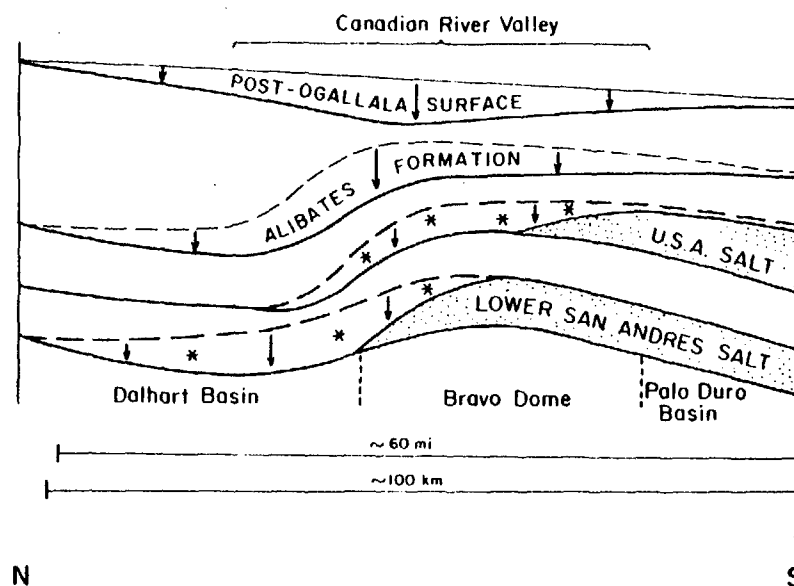 Canadian River Valley
POST-OGALLALA SURFACE
ALIBATES FORMATION
U.S.A. SALT
LOWER SAN ANDRES SALT
Dalhart Basin
Bravo Dome
Palo Duro
Basin
~60 mi
~100 km
N
S